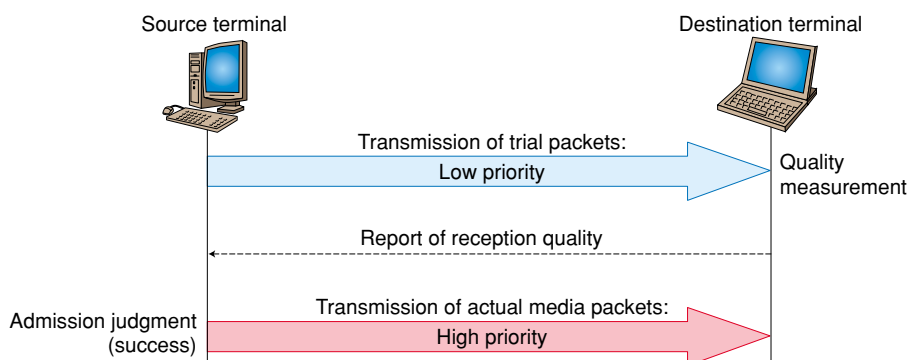 Source terminal
Destination terminal
Transmission of trial packets:
Low priority
Quality
measurement
Report of reception quality
Transmission of actual media packets:
Admission judgment
(success)
High priority